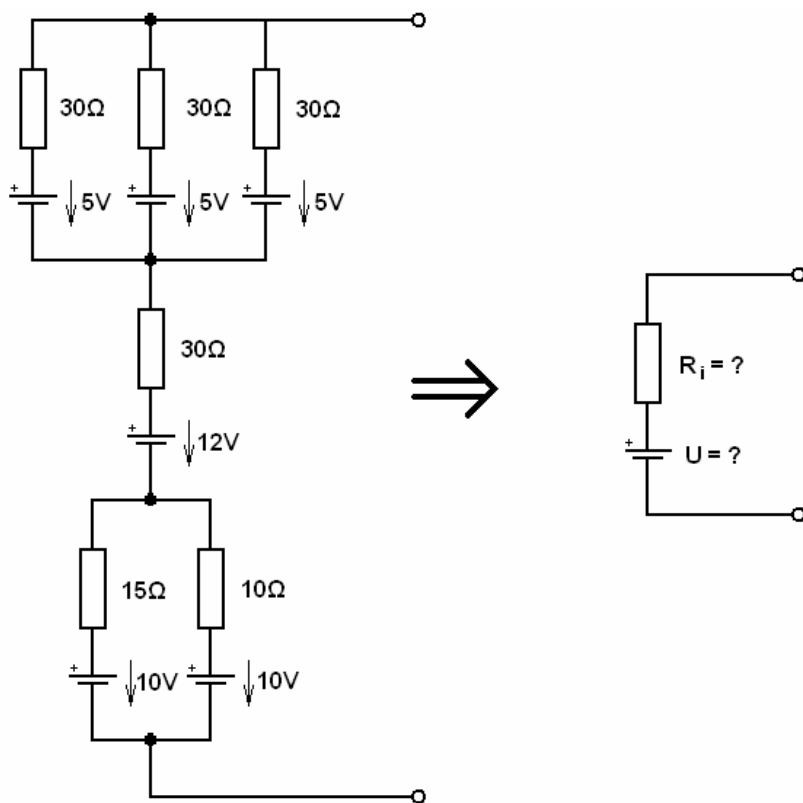 30Ω 30Ω 30Ω
+ 5V + 5V + 5V
30Ω
+ 12V
15Ω 10Ω
+ 10V + 10V
Ri = ?
+ U = ?